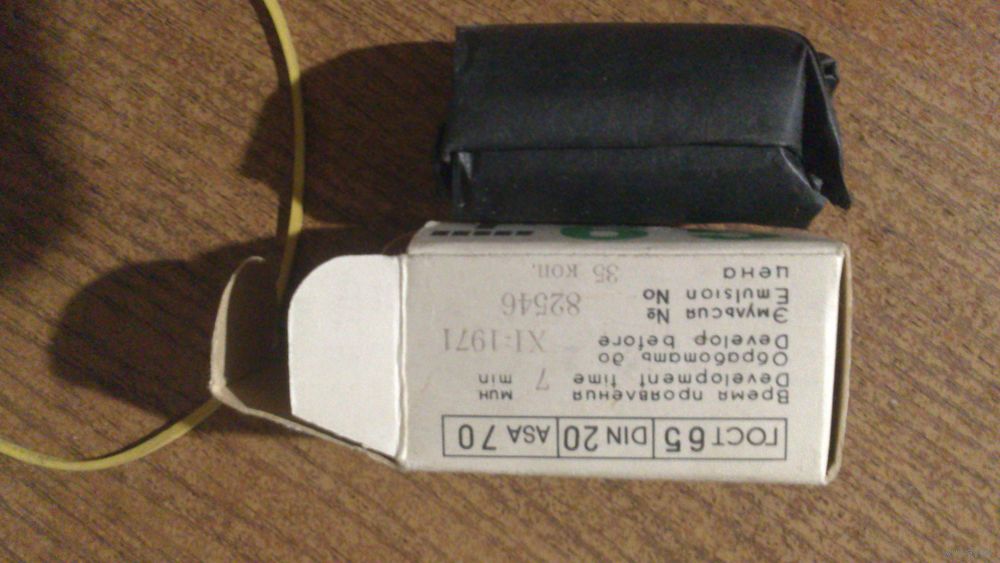 ГОСТ 65 DIN 20 ASA 70
Время проявления
Development time 7 мин min
Обработать до
Develop before XI-1971
Эмульсия №
Emulsion No 82546
цена 35 коп.